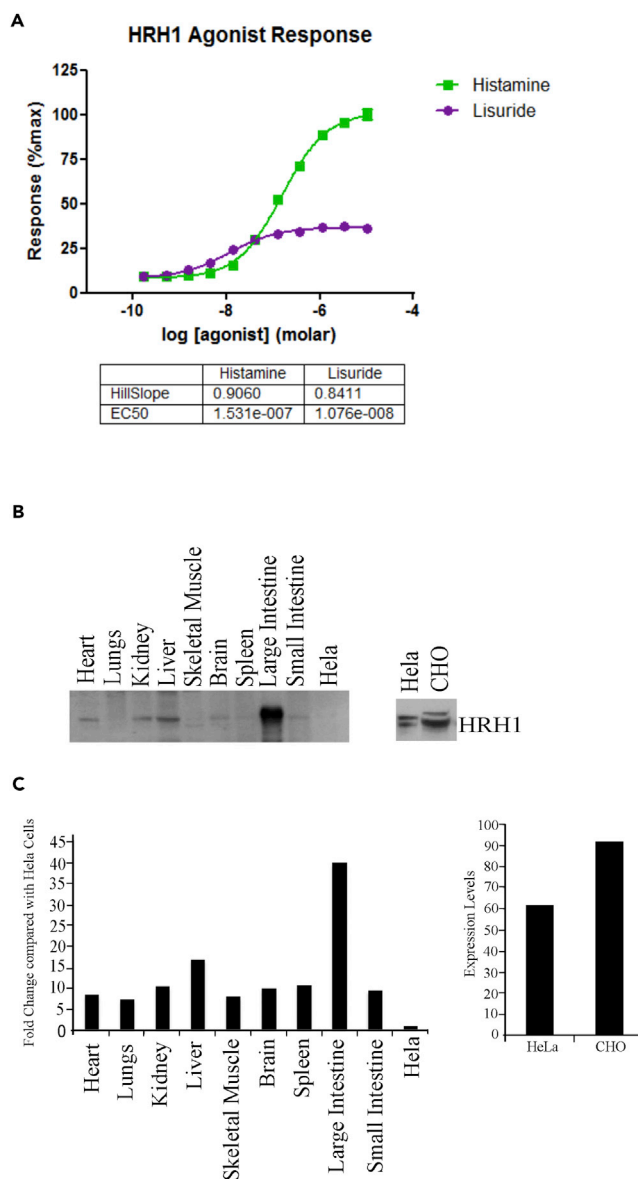 A
HRH1 Agonist Response
125
100
75
50
25
0
Response (%max)
-10
-8
-6
-4
log [agonist] (molar)
Histamine
Lisuride
Histamine Lisuride
HillSlope 0.9060 0.8411
EC50 1.531e-007 1.076e-008
B
Heart
Lungs
Kidney
Liver
Skeletal Muscle
Brain
Spleen
Large Intestine
Small Intestine
Hela
Hela
CHO
HRH1
C
Fold Change compared with Hela Cells
45
40
35
30
25
20
15
10
5
0
Heart
Lungs
Kidney
Liver
Skeletal Muscle
Brain
Spleen
Large Intestine
Small Intestine
Hela
Expression Levels
100
90
80
70
60
50
40
30
20
10
0
HeLa
CHO